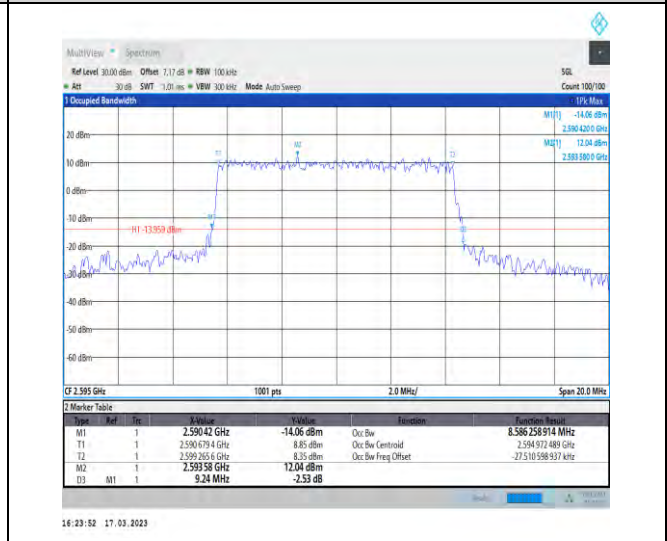 MultiView Spectrum
Ref Level 30.00 dBm Offset 7.17 dB RBW 100 kHz SGL
Att 30 dB SWT 1.01 ms VBW 300 kHz Mode Auto Sweep Count 100/100
1 Occupied Bandwidth 1Pk Max
M1[1] -14.06 dBm
2.590 420 0 GHz
M2[1] 12.04 dBm
2.593 580 0 GHz
20 dBm
10 dBm
0 dBm
-10 dBm
-20 dBm
-30 dBm
-40 dBm
-50 dBm
-60 dBm
T1
M2
T2
H1 -13.959 dBm
CF 2.595 GHz 1001 pts 2.0 MHz/ Span 20.0 MHz
2 Marker Table
Type Ref Trc X-Value Y-Value Function Function Result
M1 1 2.59042 GHz -14.06 dBm Occ Bw 8.586 258 914 MHz
T1 1 2.590 679 4 GHz 8.85 dBm Occ Bw Centroid 2.594 972 489 GHz
T2 1 2.599 265 6 GHz 8.35 dBm Occ Bw Freq Offset -27.510 598 937 kHz
M2 1 2.59358 GHz 12.04 dBm
D3 M1 1 9.24 MHz -2.53 dB
16:23:52 17.03.2023